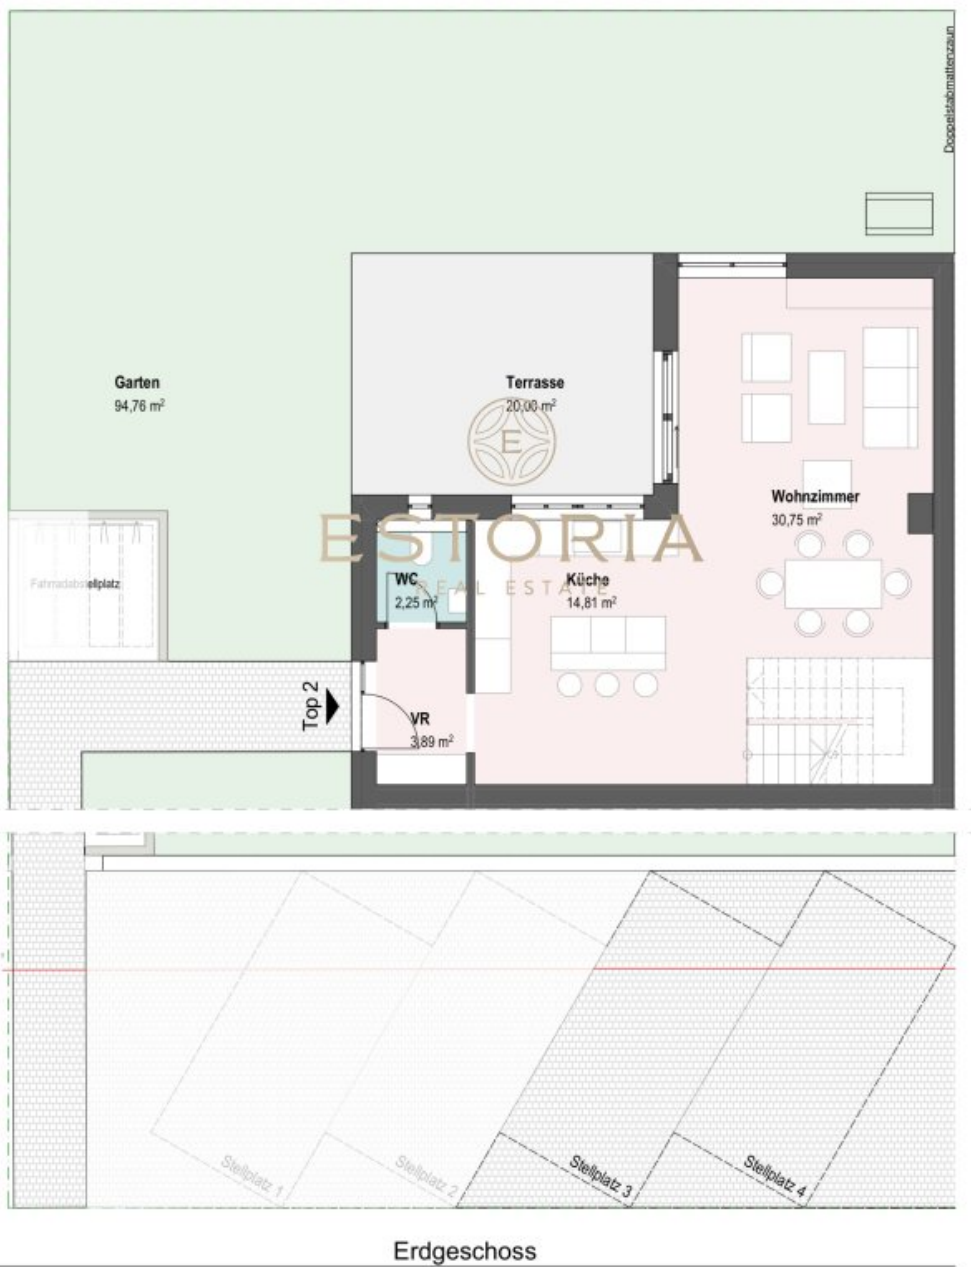 Doppelstabmattenzaun
Garten
94,76 m²
Terrasse
20,00 m²
E
ESTORIA
REAL ESTATE
Wohnzimmer
30,75 m²
Fahrradabstellplatz
WC
2,25 m²
Küche
14,81 m²
Top 2
VR
3,89 m²
Stellplatz 1
Stellplatz 2
Stellplatz 3
Stellplatz 4
Erdgeschoss